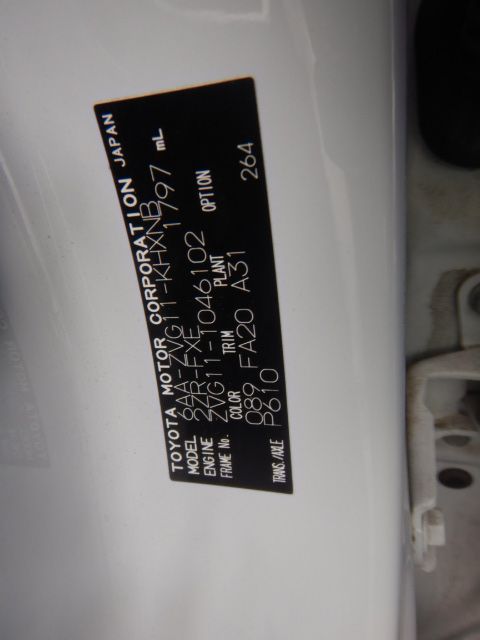 TOYOTA MOTOR CORPORATION JAPAN
MODEL 6AA-ZVG11-KHXNB
ENGINE 2ZR-FXE 1797 mL
FRAME No. ZVG11-1046102
COLOR TRIM PLANT OPTION
089 FA20 A31 264
TRANS./AXLE P610